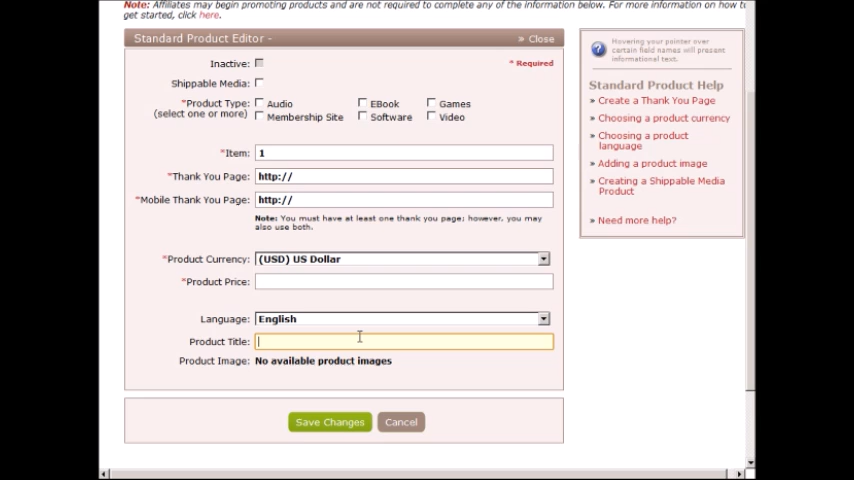 Note: Affiliates may begin promoting products and are not required to complete any of the information below. For more information on how to
get started, click here.
Standard Product Editor -
» Close
Inactive:
* Required
Shippable Media:
*Product Type:
(select one or more)
Audio
EBook
Games
Membership Site
Software
Video
*Item:
1
*Thank You Page:
http://
*Mobile Thank You Page:
http://
Note: You must have at least one thank you page; however, you may
also use both.
*Product Currency:
(USD) US Dollar
*Product Price:
Language:
English
Product Title:
Product Image:
No available product images
Save Changes
Cancel
Hovering your pointer over
certain field names will present
informational text.
Standard Product Help
» Create a Thank You Page
» Choosing a product currency
» Choosing a product
language
» Adding a product image
» Creating a Shippable Media
Product
» Need more help?